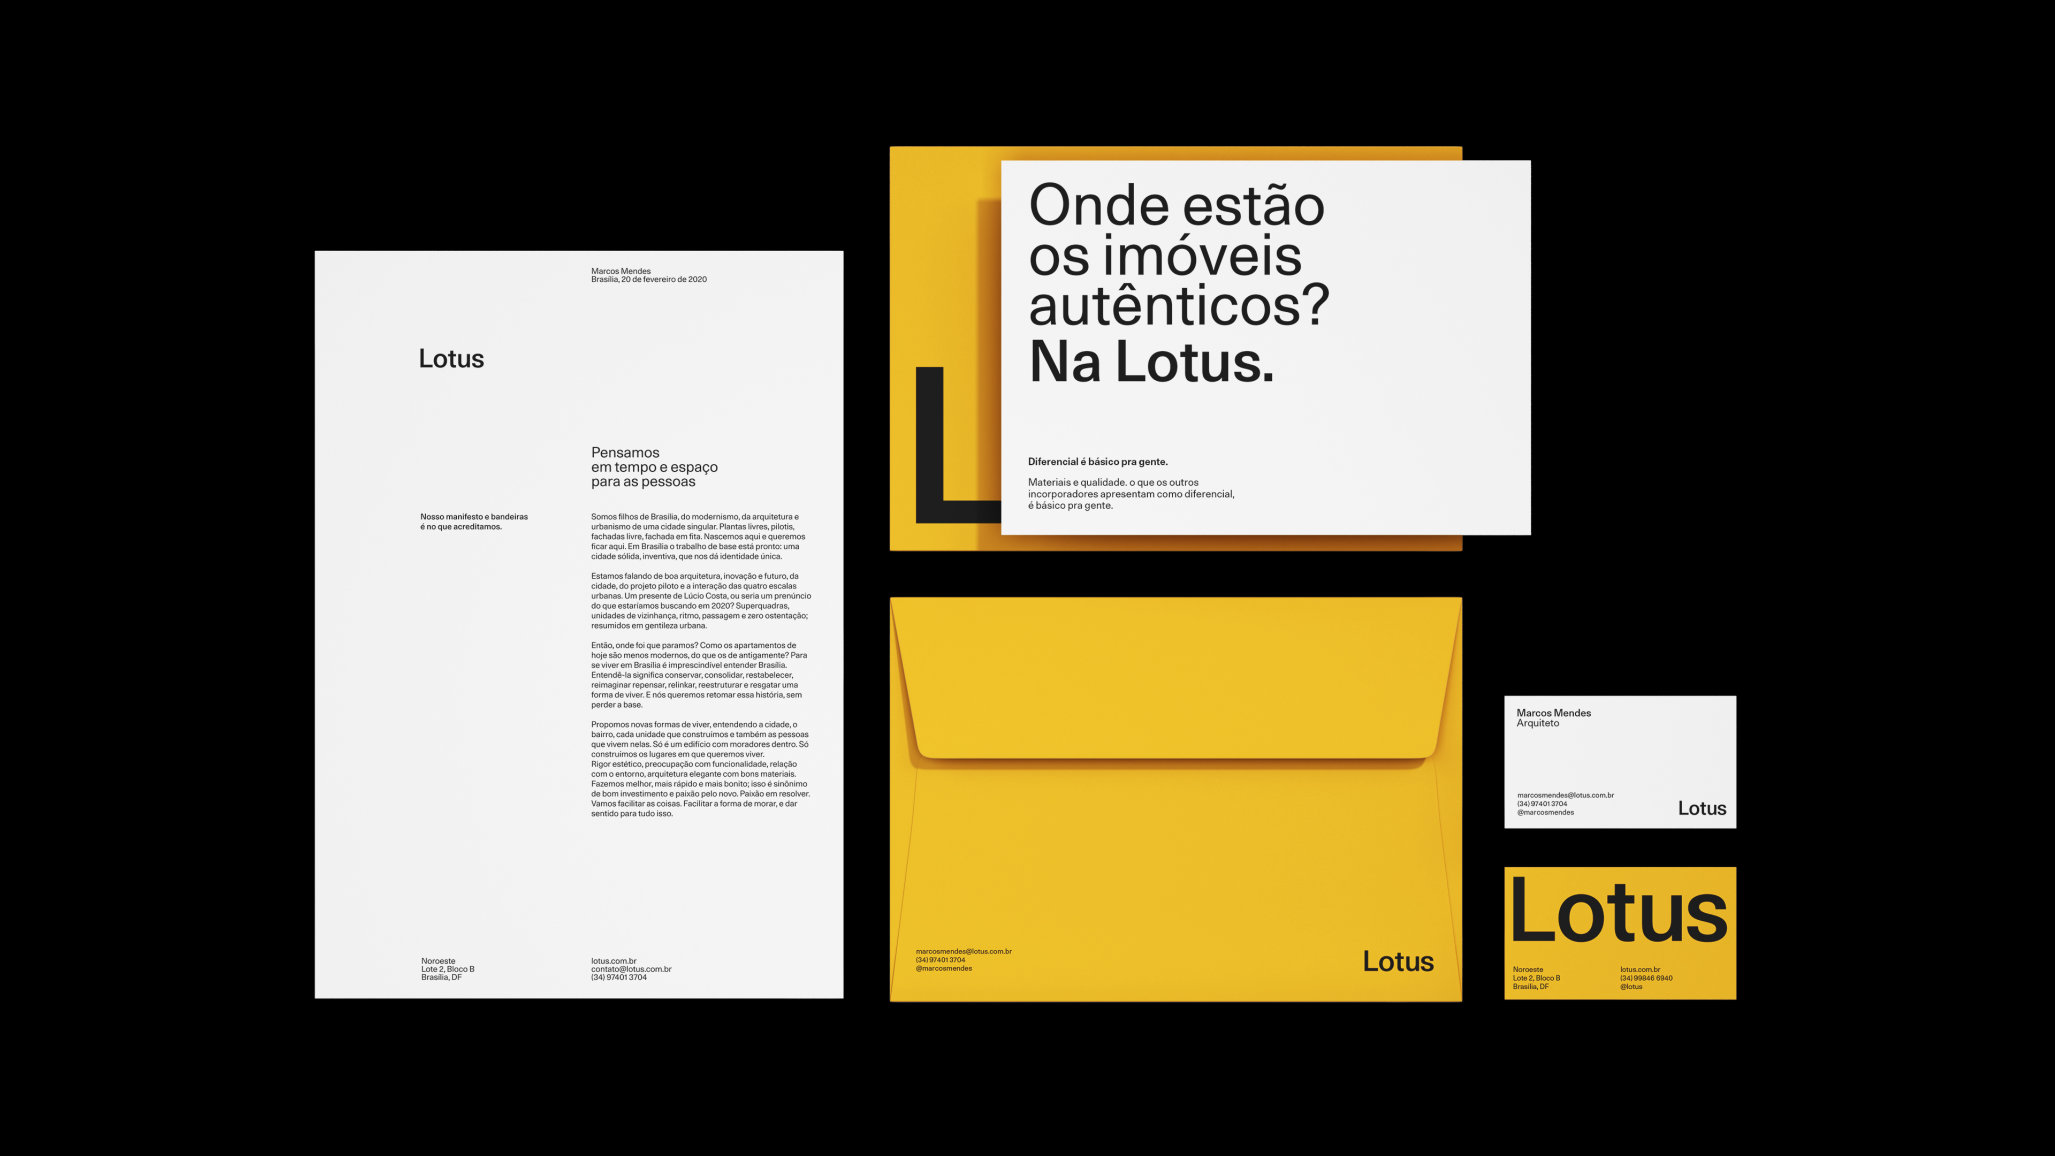 Marcos Mendes
Brasília, 20 de fevereiro de 2020
Lotus
Pensamos
em tempo e espaço
para as pessoas
Nosso manifesto e bandeiras
é no que acreditamos.
Somos filhos de Brasília, do modernismo, da arquitetura e
urbanismo de uma cidade singular. Plantas livres, pilotis,
fachadas livre, fachada em fita. Nascemos aqui e queremos
ficar aqui. Em Brasília o trabalho de base está pronto: uma
cidade sólida, inventiva, que nos dá identidade única.
Estamos falando de boa arquitetura, inovação e futuro, da
cidade, do projeto piloto e a interação das quatro escalas
urbanas. Um presente de Lúcio Costa, ou seria um prenúncio
do que estaríamos buscando em 2020? Superquadras,
unidades de vizinhança, ritmo, passagem e zero ostentação;
resumidos em gentileza urbana.
Então, onde foi que paramos? Como os apartamentos de
hoje são menos modernos, do que os de antigamente? Para
se viver em Brasília é imprescindível entender Brasília.
Entendê-la significa conservar, consolidar, restabelecer,
reimaginar repensar, relinkar, reestruturar e resgatar uma
forma de viver. E nós queremos retomar essa história, sem
perder a base.
Propomos novas formas de viver, entendendo a cidade, o
bairro, cada unidade que construímos e também as pessoas
que vivem nelas. Só é um edifício com moradores dentro. Só
construímos os lugares em que queremos viver.
Rigor estético, preocupação com funcionalidade, relação
com o entorno, arquitetura elegante com bons materiais.
Fazemos melhor, mais rápido e mais bonito; isso é sinônimo
de bom investimento e paixão pelo novo. Paixão em resolver.
Vamos facilitar as coisas. Facilitar a forma de morar, e dar
sentido para tudo isso.
Noroeste
Lote 2, Bloco B
Brasília, DF
lotus.com.br
contato@lotus.com.br
(34) 97401 3704
L
Onde estão
os imóveis
autênticos?
Na Lotus.
Diferencial é básico pra gente.
Materiais e qualidade. o que os outros
incorporadores apresentam como diferencial,
é básico pra gente.
marcosmendes@lotus.com.br
(34) 97401 3704
@marcosmendes
Lotus
Marcos Mendes
Arquiteto
marcosmendes@lotus.com.br
(34) 97401 3704
@marcosmendes
Lotus
Lotus
Noroeste
Lote 2, Bloco B
Brasília, DF
lotus.com.br
(34) 99846 6940
@lotus